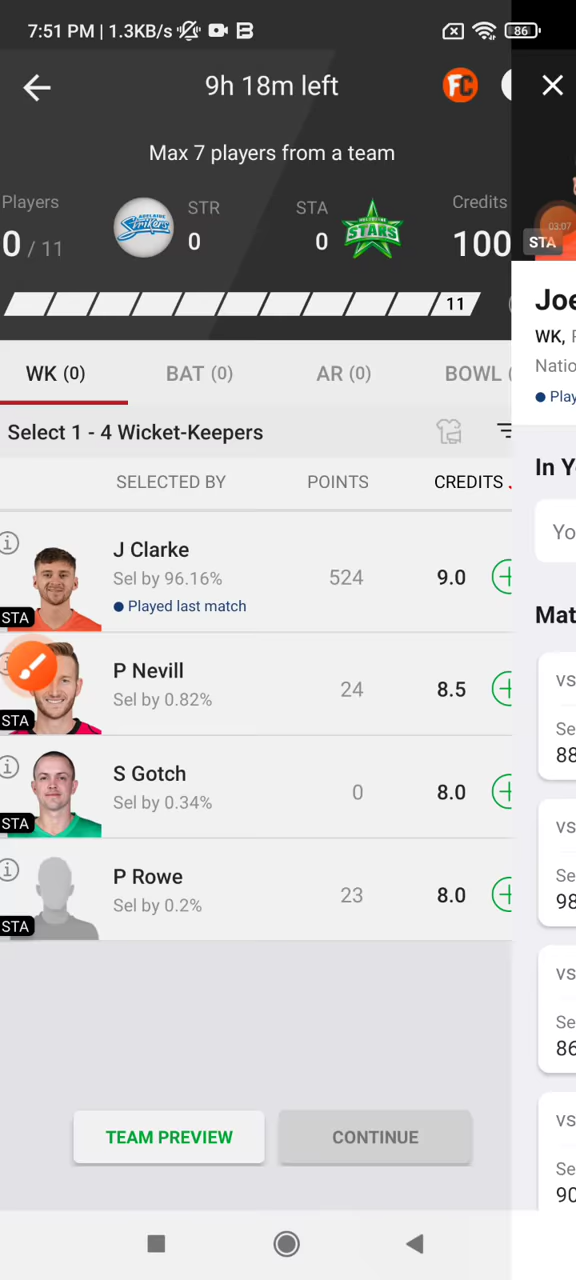 7:51 PM | 1.3KB/s
86
9h 18m left
FC
Max 7 players from a team
Players
STR
STA
Credits
0 / 11
0
0
100
STRIKERS
STARS
11
WK (0)
BAT (0)
AR (0)
BOWL (
Select 1 - 4 Wicket-Keepers
SELECTED BY
POINTS
CREDITS
J Clarke
Sel by 96.16%
524
9.0
Played last match
STA
P Nevill
Sel by 0.82%
24
8.5
STA
S Gotch
Sel by 0.34%
0
8.0
STA
P Rowe
Sel by 0.2%
23
8.0
STA
TEAM PREVIEW
CONTINUE
03:07
STA
Joe
WK,
Natio
Play
In Y
Yo
Mat
vs
Se
88
vs
Se
98
vs
Se
86
vs
Se
90